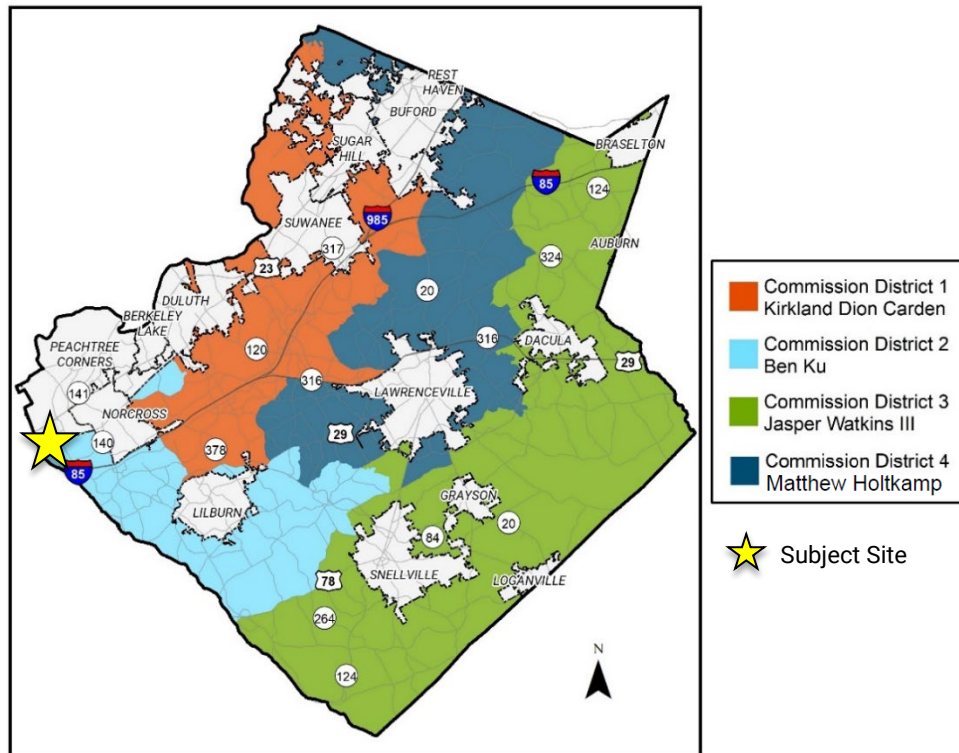 REST
HAVEN
BUFORD
BRASELTON
SUGAR
HILL
85
124
SUWANEE
985
317
AUBURN
324
23
20
DULUTH
BERKELEY
LAKE
PEACHTREE
CORNERS
120
316
DACULA
29
141
316
LAWRENCEVILLE
NORCROSS
29
140
378
85
LILBURN
GRAYSON
20
84
SNELLVILLE
LOGANVILLE
78
264
124
N
Commission District 1
Kirkland Dion Carden
Commission District 2
Ben Ku
Commission District 3
Jasper Watkins III
Commission District 4
Matthew Holtkamp
Subject Site